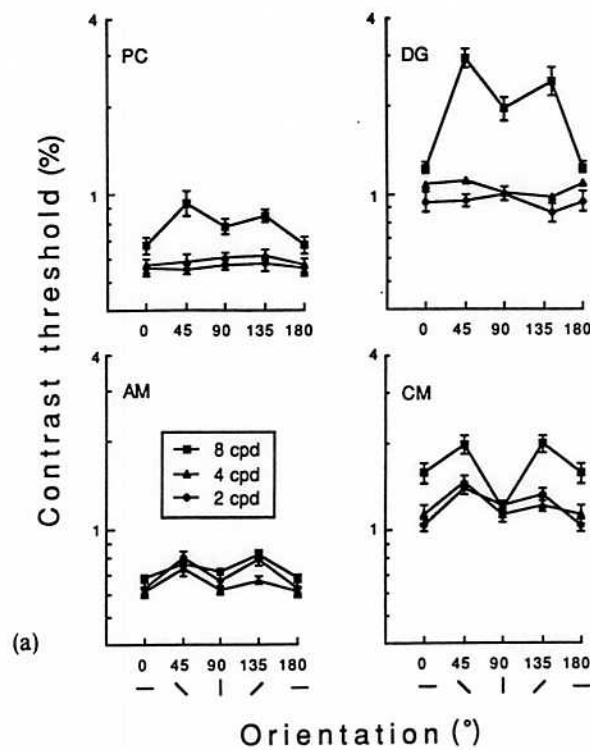 4
PC
1
0 45 90 135 180
DG
0 45 90 135 180
4
AM
8 cpd
4 cpd
2 cpd
1
0 45 90 135 180
4
CM
1
0 45 90 135 180
Contrast threshold (%)
(a)
Orientation (°)